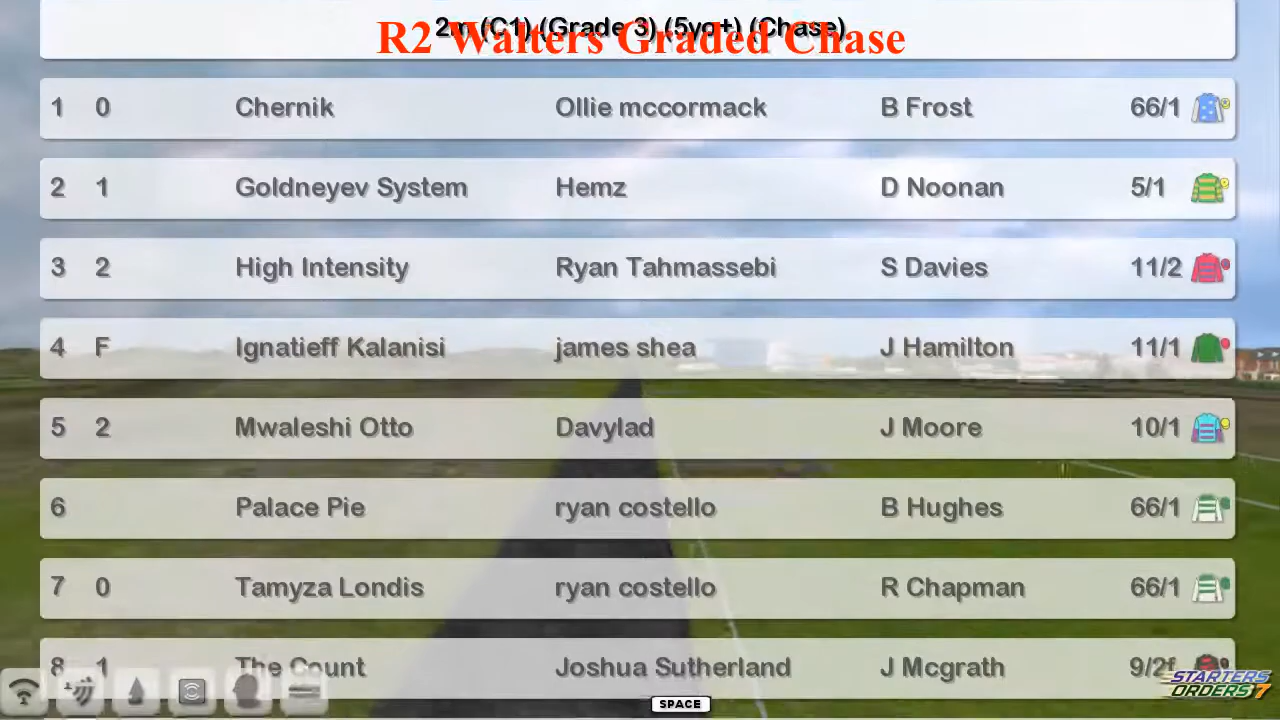 2m (C1) (Grade 3) (5yo+) (Chase)
R2 Walters Graded Chase
1 0 Chernik Ollie mccormack B Frost 66/1
2 1 Goldneyev System Hemz D Noonan 5/1
3 2 High Intensity Ryan Tahmassebi S Davies 11/2
4 F Ignatieff Kalanisi james shea J Hamilton 11/1
5 2 Mwaleshi Otto Davylad J Moore 10/1
6 Palace Pie ryan costello B Hughes 66/1
7 0 Tamyza Londis ryan costello R Chapman 66/1
8 1 The Count Joshua Sutherland J Mcgrath 9/2f
STARTERS
ORDERS 7
SPACE